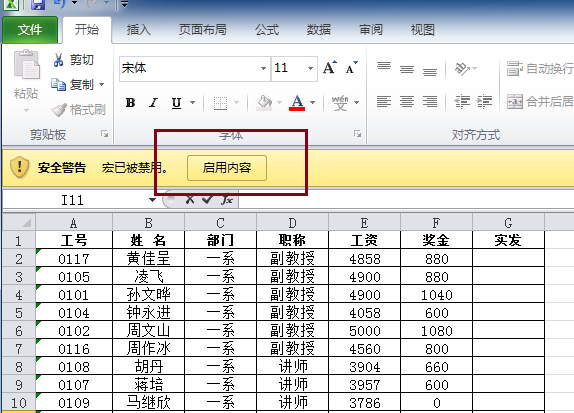 文件 开始 插入 页面布局 公式 数据 审阅 视图
剪切
复制
格式刷
粘贴
剪贴板
宋体 11
B I U A wén 文
字体
自动换行
合并后居
对齐方式
安全警告 宏已被禁用。 启用内容
I11 fx
A B C D E F G
1 工号 姓 名 部门 职称 工资 奖金 实发
2 0117 黄佳呈 一系 副教授 4858 880
3 0105 凌飞 一系 副教授 4900 880
4 0101 孙文晔 一系 副教授 4900 1040
5 0104 钟永进 一系 副教授 4058 600
6 0102 周文山 一系 副教授 5000 1080
7 0116 周作冰 一系 副教授 4560 800
8 0108 胡丹 一系 讲师 3904 660
9 0107 蒋培 一系 讲师 3957 600
10 0109 马继欣 一系 讲师 3786 0